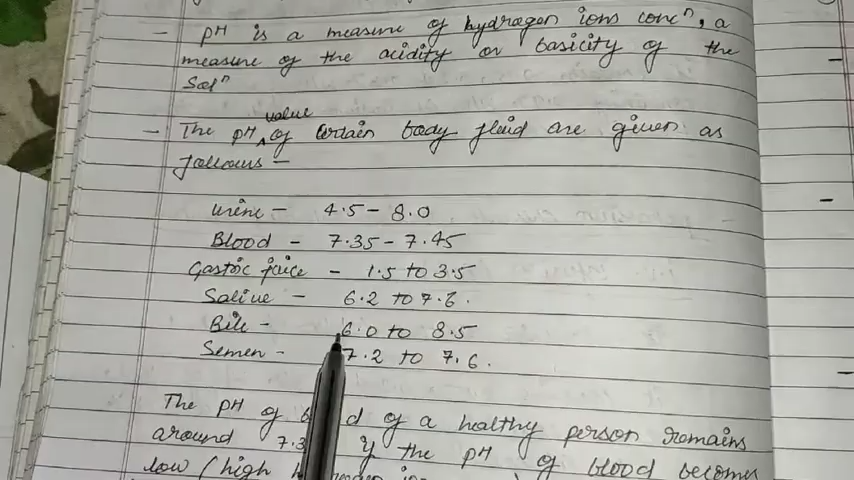 - pH is a measure of hydrogen ions concⁿ, a
measure of the acidity or basicity of the
Solⁿ
- The pH value of certain body fluid are given as
follows -
Urine - 4.5 - 8.0
Blood - 7.35 - 7.45
Gastric juice - 1.5 to 3.5
Salive - 6.2 to 7.6.
Bile - 6.0 to 8.5
Semen - 7.2 to 7.6.
The pH of of a healthy person remains
around if the pH of blood becomes
low (high